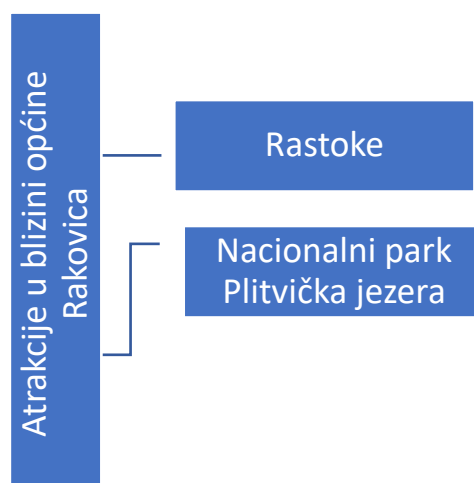 Atrakcije u blizini općine
Rakovica
Rastoke
Nacionalni park
Plitvička jezera